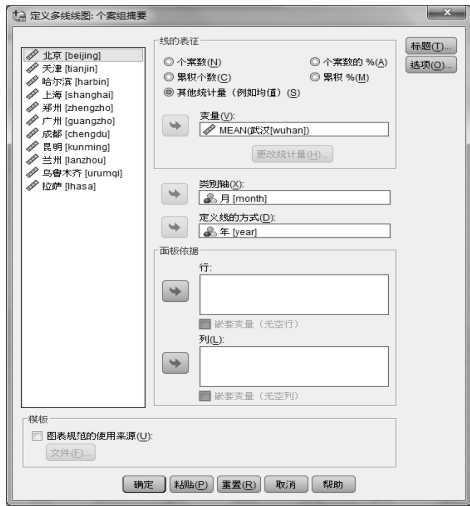 定义多线线图: 个案组摘要
北京 [beijing]
天津 [tianjin]
哈尔滨 [harbin]
上海 [shanghai]
郑州 [zhengzho]
广州 [guangzho]
成都 [chengdu]
昆明 [kunming]
兰州 [lanzhou]
乌鲁木齐 [urumqi]
拉萨 [lhasa]
线的表征
个案数(N)
个案数的 %(A)
累积个数(C)
累积 %(M)
其他统计量（例如均值）(S)
变量(V):
MEAN(武汉[wuhan])
更改统计量(H)...
类别轴(X):
月 [month]
定义线的方式(D):
年 [year]
面板依据
行:
嵌套变量（无空行）
列(L):
嵌套变量（无空列）
标题(T)...
选项(O)...
模板
图表规范的使用来源(U):
文件(F)...
确定
粘贴(P)
重置(R)
取消
帮助